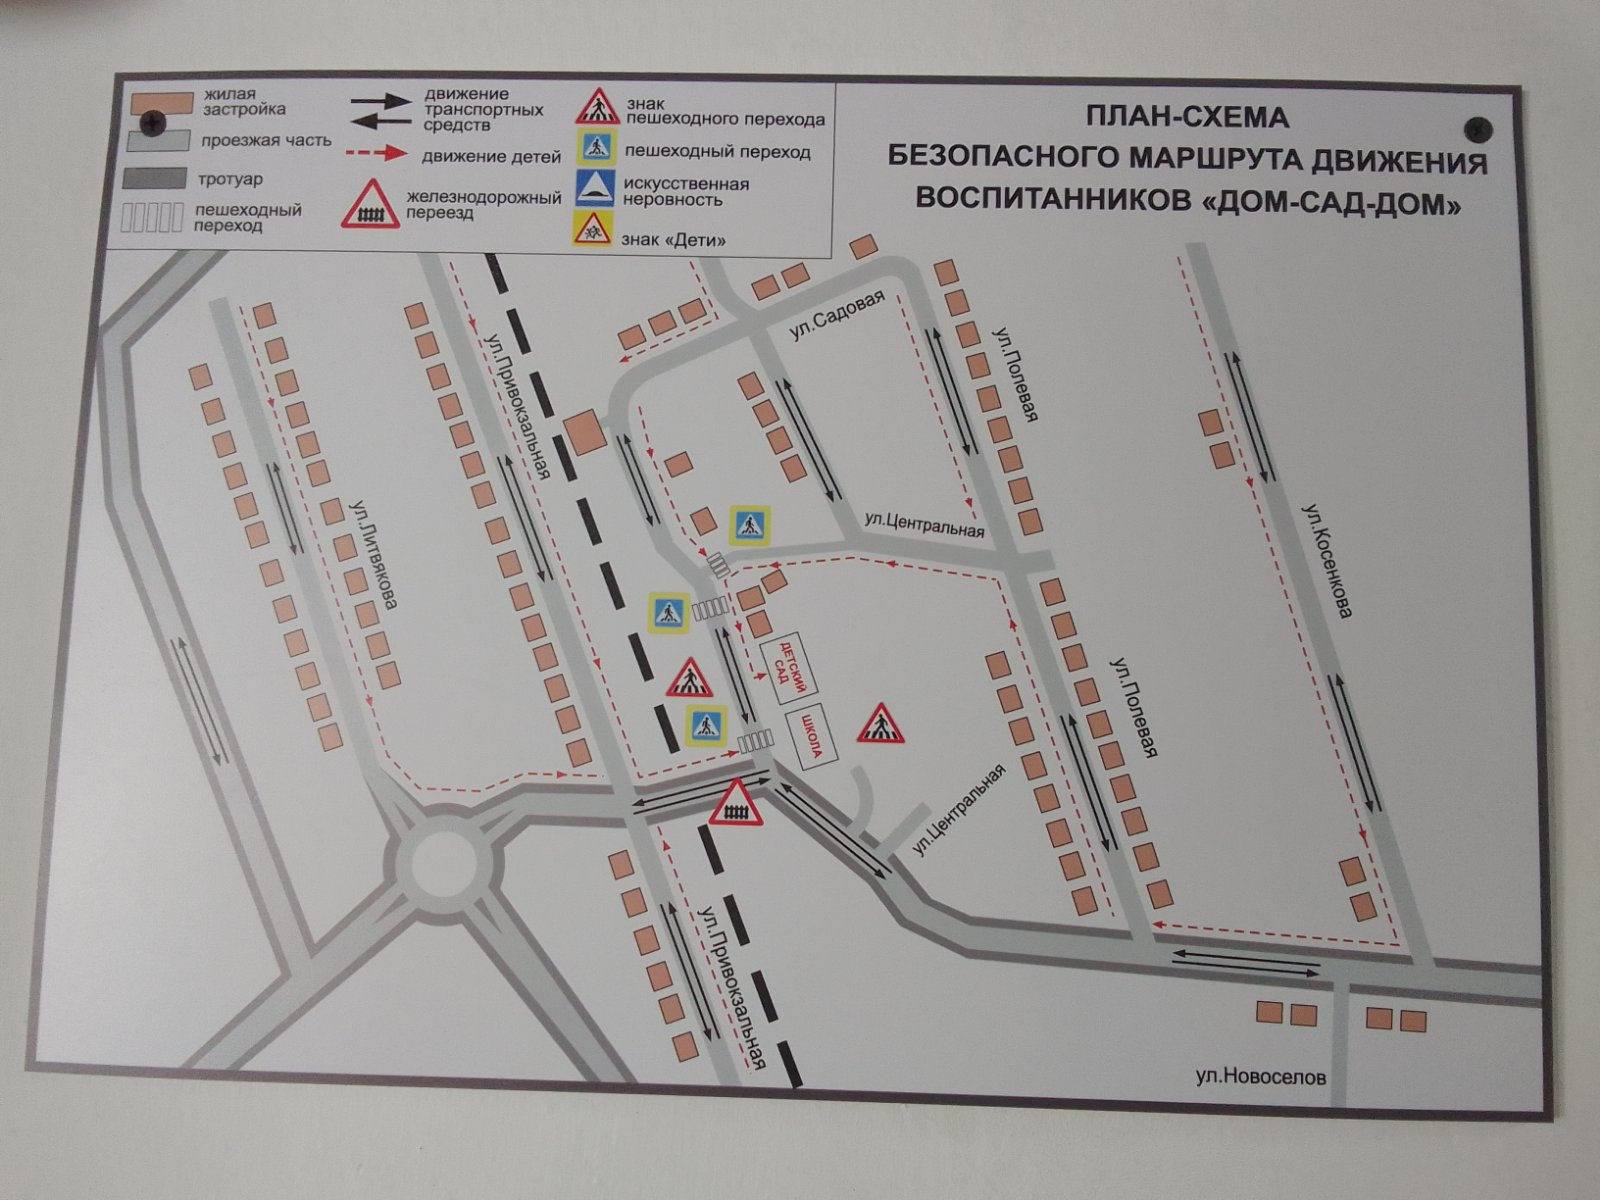 жилая
застройка
проезжая часть
тротуар
пешеходный
переход
движение
транспортных
средств
движение детей
железнодорожный
переезд
знак
пешеходного перехода
пешеходный переход
искусственная
неровность
знак «Дети»
ПЛАН-СХЕМА
БЕЗОПАСНОГО МАРШРУТА ДВИЖЕНИЯ
ВОСПИТАННИКОВ «ДОМ-САД-ДОМ»
ул.Садовая
ул.Привокзальная
ул.Полевая
ул.Литвякова
ул.Центральная
ул.Косенкова
ДЕТСКИЙ
САД
ШКОЛА
ул.Полевая
ул.Центральная
ул.Привокзальная
ул.Новоселов